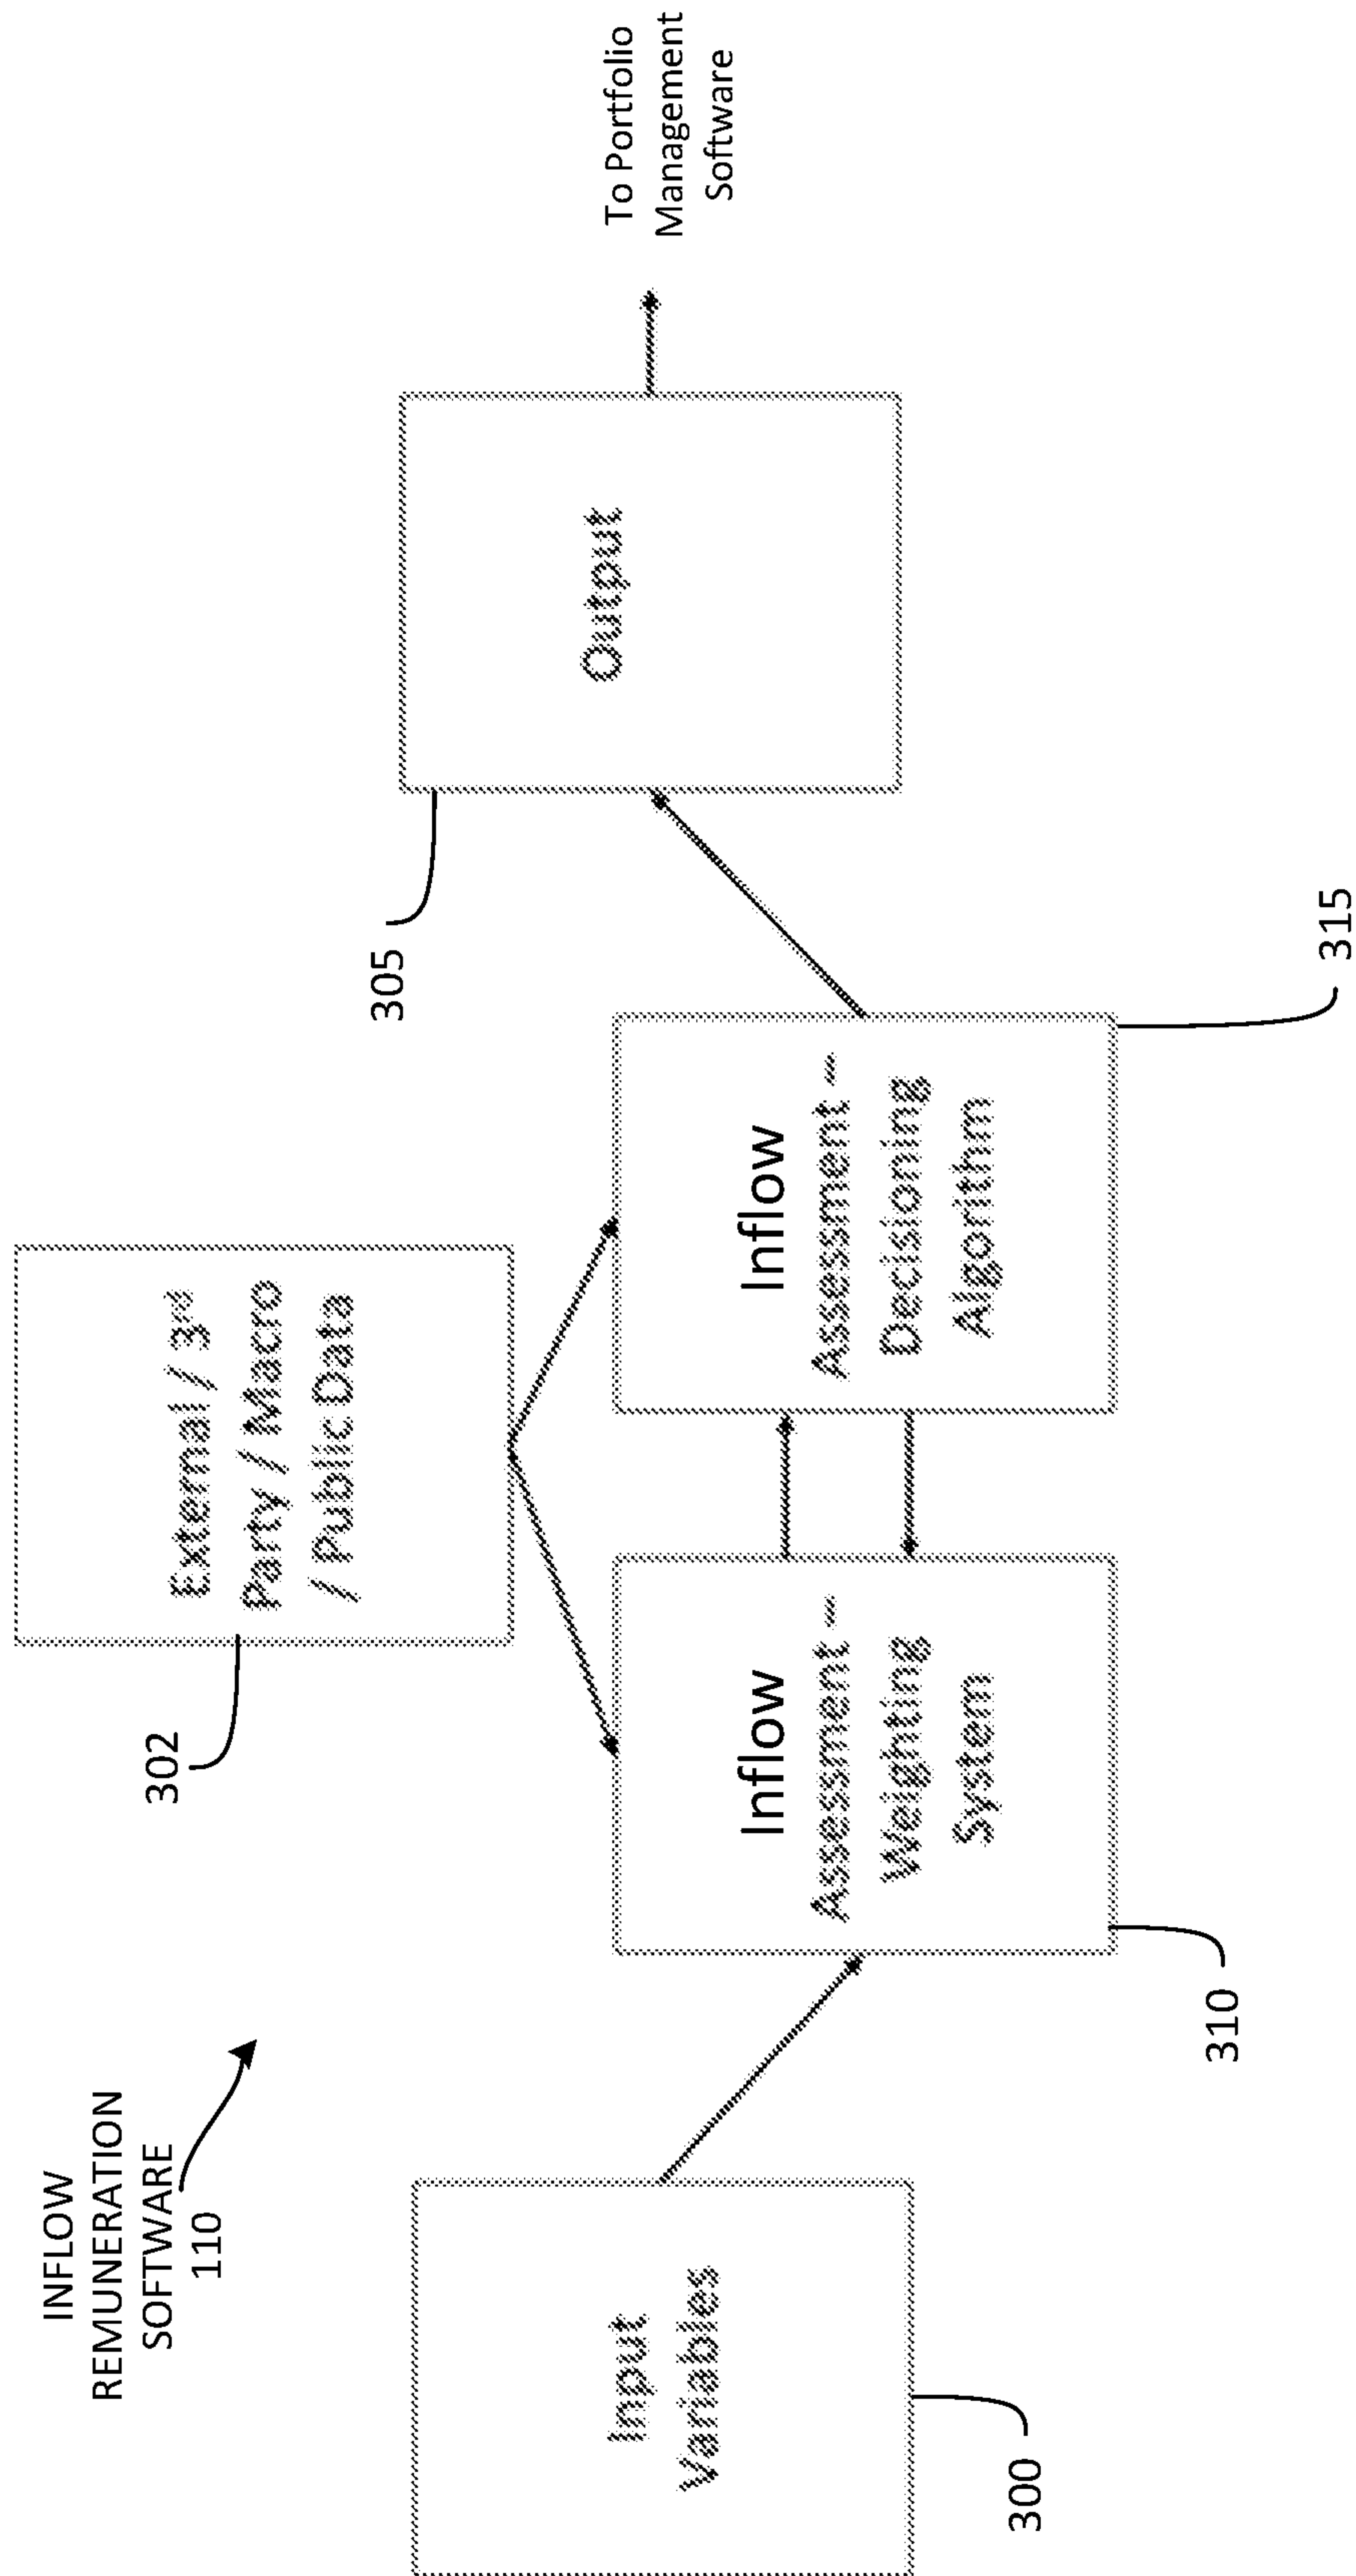 INFLOW
REMUNERATION
SOFTWARE
110
302
External / 3rd
Party / Macro
/ Public Data
305
Output
To Portfolio
Management
Software
Input
Variables
300
Inflow
Assessment –
Weighting
System
310
Inflow
Assessment –
Decisioning
Algorithm
315